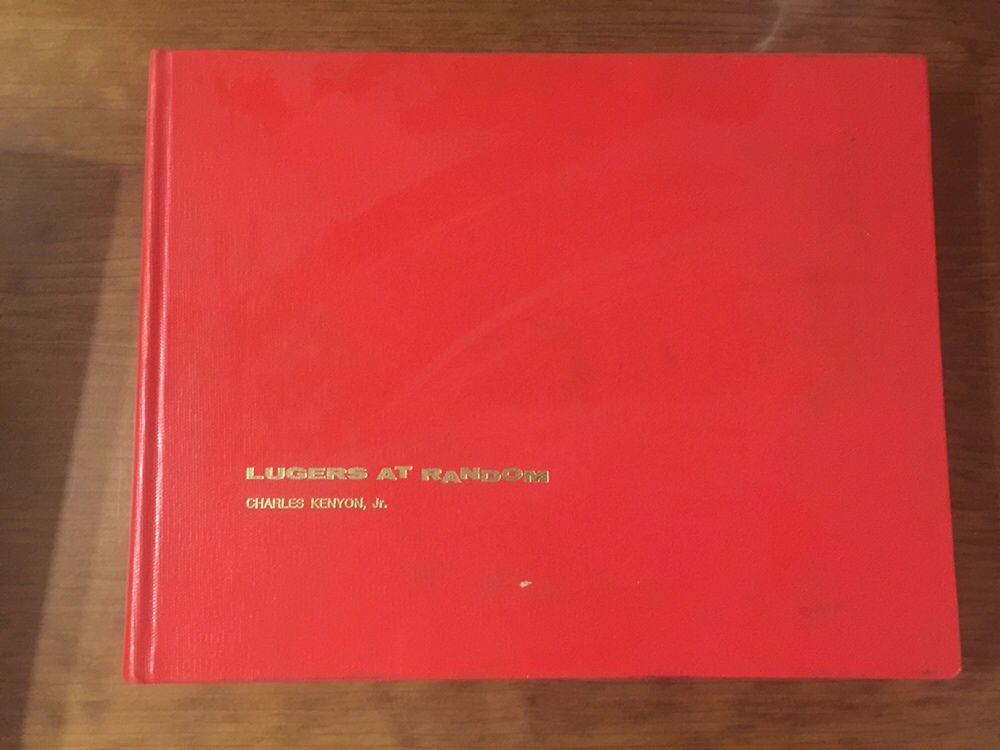 LUGERS AT RANDOM
CHARLES KENYON, Jr.